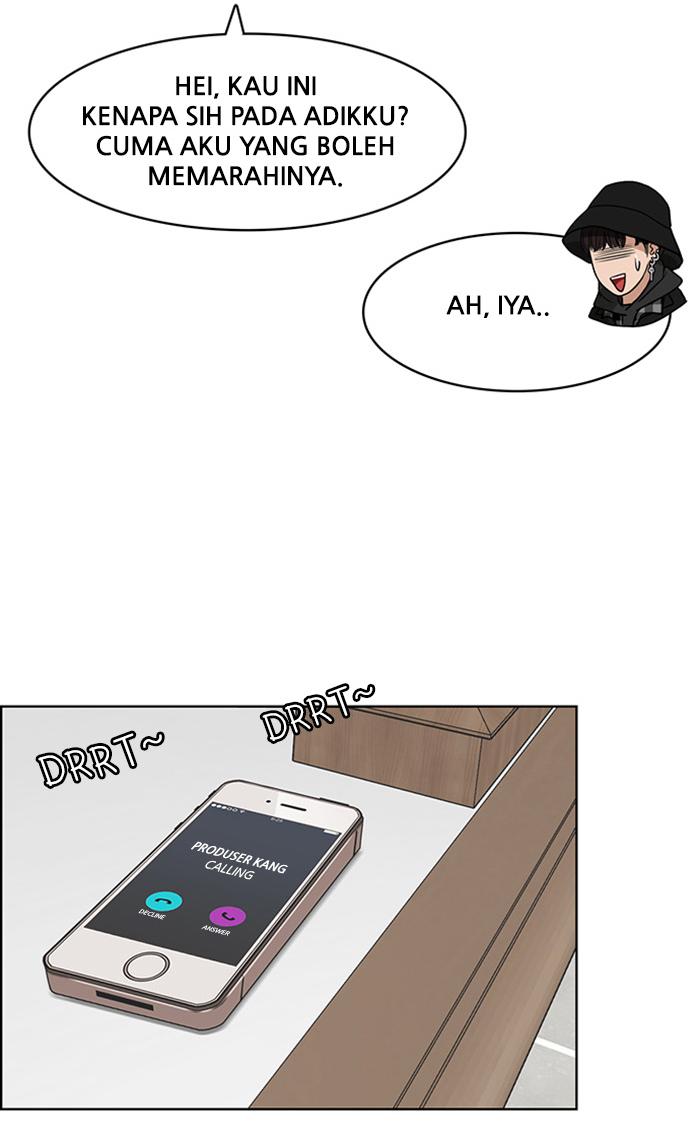 HEI, KAU INI
KENAPA SIH PADA ADIKKU?
CUMA AKU YANG BOLEH
MEMARAHINYA.
AH, IYA..
DRRT~
DRRT~
PRODUSER KANG
CALLING
DECLINE
ANSWER